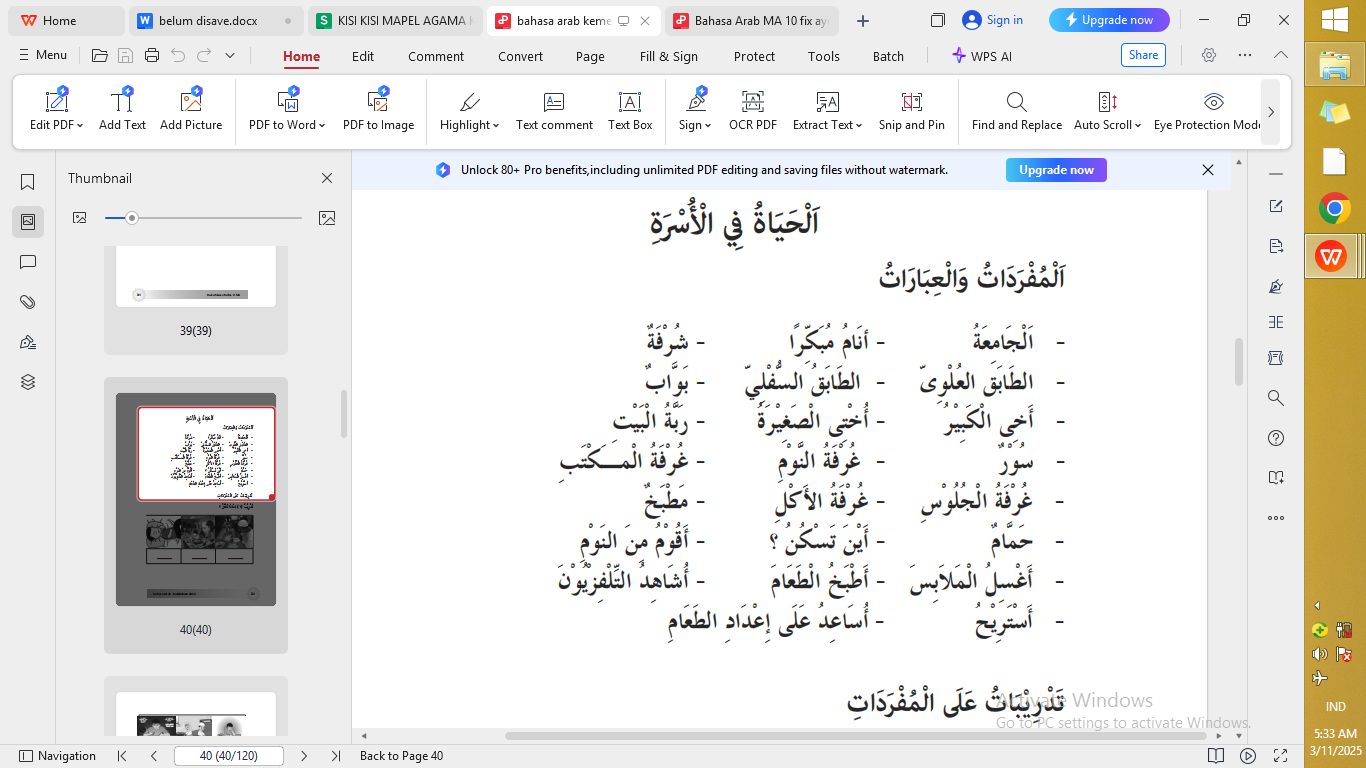 Home
belum disave.docx
KISI KISI MAPEL AGAMA
bahasa arab keme
Bahasa Arab MA 10 fix ay
Sign in
Upgrade now
Menu
Home
Edit
Comment
Convert
Page
Fill & Sign
Protect
Tools
Batch
WPS AI
Share
Edit PDF
Add Text
Add Picture
PDF to Word
PDF to Image
Highlight
Text comment
Text Box
Sign
OCR PDF
Extract Text
Snip and Pin
Find and Replace
Auto Scroll
Eye Protection Mode
Thumbnail
Unlock 80+ Pro benefits,including unlimited PDF editing and saving files without watermark.
Upgrade now
39(39)
40(40)
اَلْحَيَاةُ فِي الْأُسْرَةِ
اَلْمُفْرَدَاتُ وَالْعِبَارَاتُ
- اَلْجَامِعَةُ - أنَامُ مُبَكِّرًا - شُرْفَةٌ
- الطَابَق العُلْوِىّ - الطَابَقُ السُّفْلِيّ - بَوَّابٌ
- أَخِى الْكَبِيْرُ - أُخْتِى الصَغِيْرَةُ - رَبَّةُ الْبَيْتِ
- سُوْرٌ - غُرْفَةُ النَّوْمِ - غُرْفَةُ الْمـــكْتَبِ
- غُرْفَةُ الْجُلُوْسِ - غُرْفَةُ الأَكْلِ - مَطْبَخٌ
- حَمَّامٌ - أَيْنَ تَسْكُنُ ؟ - أَقُوْمُ مِنَ النَوْمِ
- أَغْسِلُ الْمَلاَبِسَ - أَطْبَخُ الْطَعَامَ - أُشَاهِدُ التِّلْفِزْيُوْنَ
- أَسْتَرِيْحُ - أُسَاعِدُ عَلَى إِعْدَادِ الطَعَامِ
تَدْرِيْبَاتُ عَلَى الْمُفْرَدَاتِ
Activate Windows
Go to PC settings to activate Windows.
Navigation
40 (40/120)
Back to Page 40
IND
5:33 AM
3/11/2025